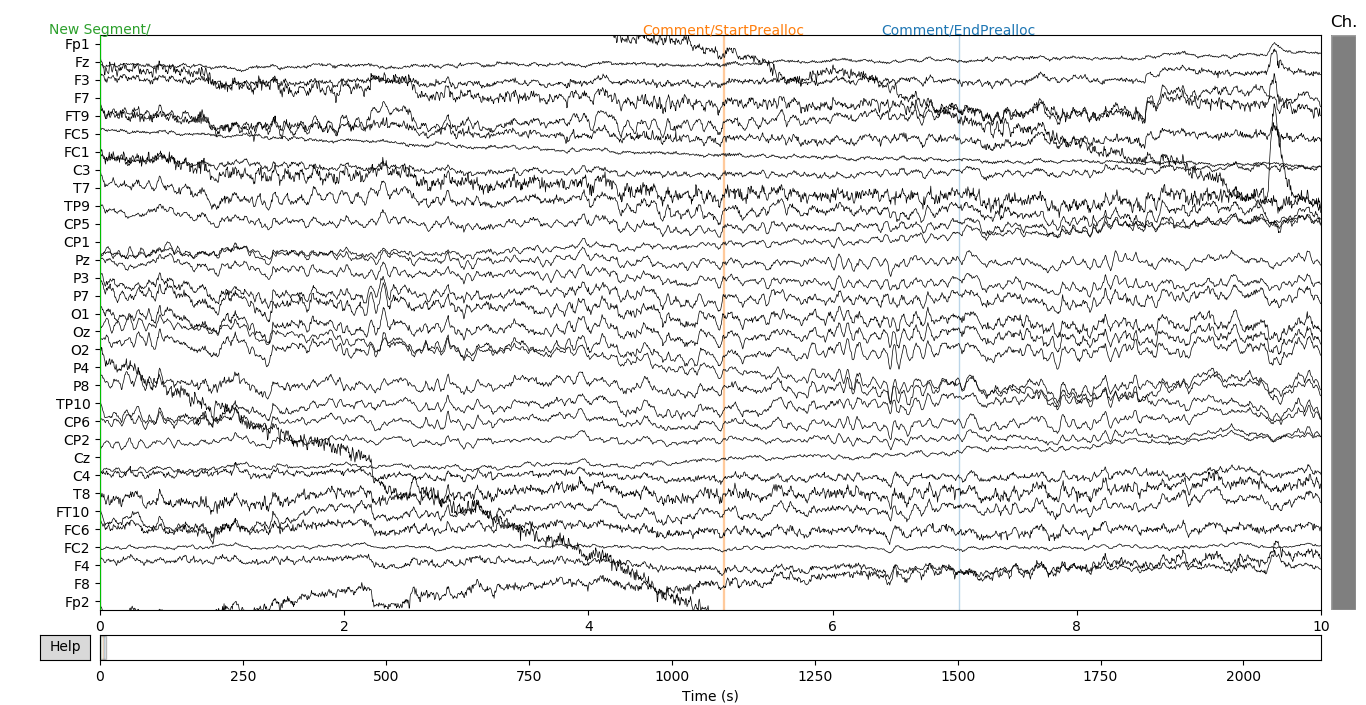 Ch.
New Segment/ Comment/StartPrealloc Comment/EndPrealloc
Fp1
Fz
F3
F7
FT9
FC5
FC1
C3
T7
TP9
CP5
CP1
Pz
P3
P7
O1
Oz
O2
P4
P8
TP10
CP6
CP2
Cz
C4
T8
FT10
FC6
FC2
F4
F8
Fp2
0 2 4 6 8 10
Help
0 250 500 750 1000 1250 1500 1750 2000
Time (s)